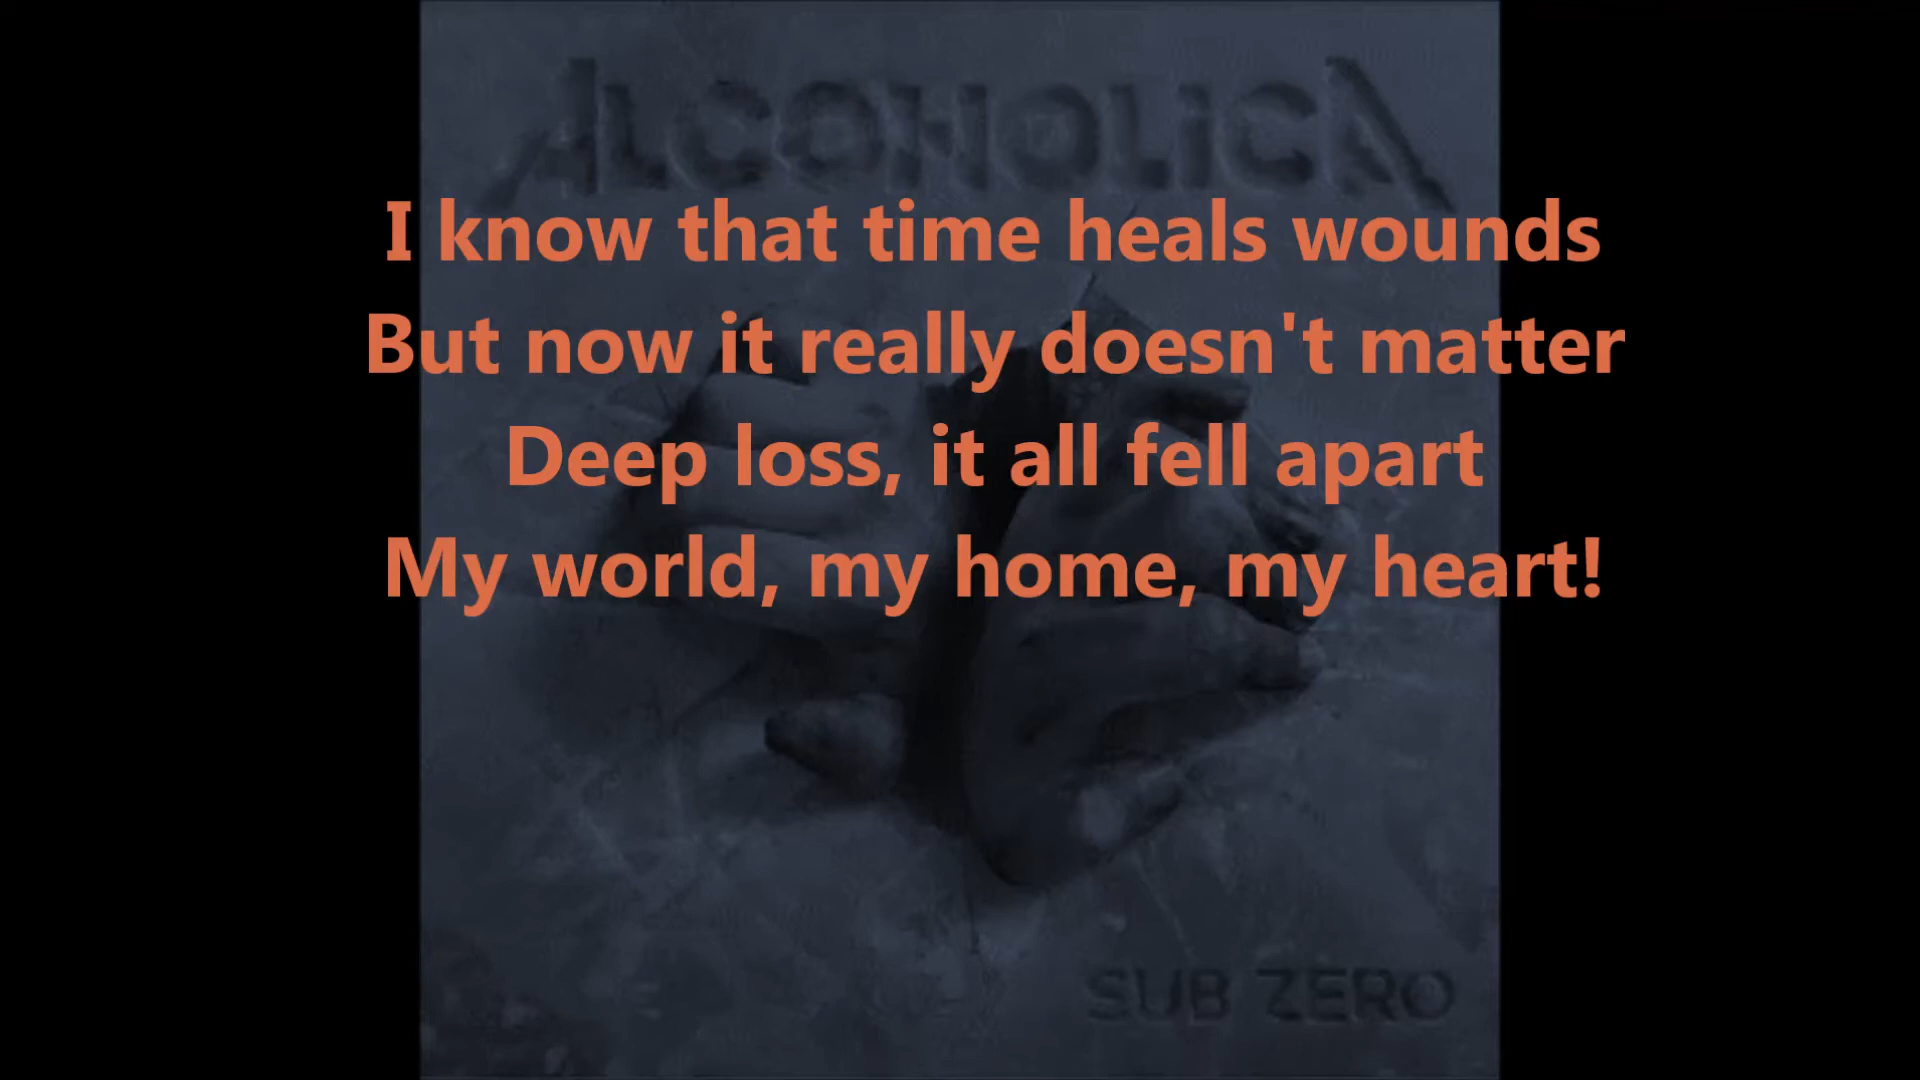 ALCOHOLiCA
I know that time heals wounds
But now it really doesn't matter
Deep loss, it all fell apart
My world, my home, my heart!
SUB ZERO